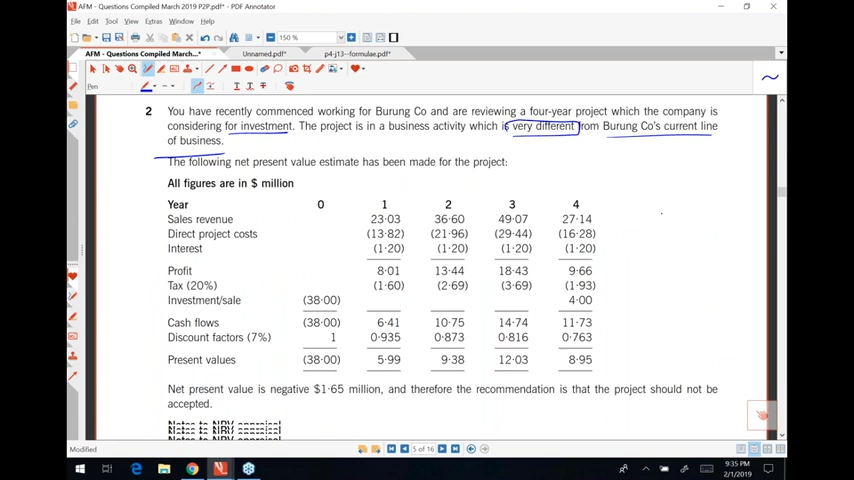 AFM - Questions Compiled March 2019 P2P.pdf* - PDF Annotator
File Edit Tool View Extras Window Help
150 %
AFM - Questions Compiled March...* Unnamed.pdf* p4-j13--formulae.pdf*
Pen
2 You have recently commenced working for Burung Co and are reviewing a four-year project which the company is
considering for investment. The project is in a business activity which is very different from Burung Co's current line
of business.
The following net present value estimate has been made for the project:
All figures are in $ million
Year 0 1 2 3 4
Sales revenue 23·03 36·60 49·07 27·14
Direct project costs (13·82) (21·96) (29·44) (16·28)
Interest (1·20) (1·20) (1·20) (1·20)
Profit 8·01 13·44 18·43 9·66
Tax (20%) (1·60) (2·69) (3·69) (1·93)
Investment/sale (38·00) 4·00
Cash flows (38·00) 6·41 10·75 14·74 11·73
Discount factors (7%) 1 0·935 0·873 0·816 0·763
Present values (38·00) 5·99 9·38 12·03 8·95
Net present value is negative $1·65 million, and therefore the recommendation is that the project should not be
accepted.
Notes to NPV appraisal
Modified 5 of 16
9:35 PM
2/1/2019